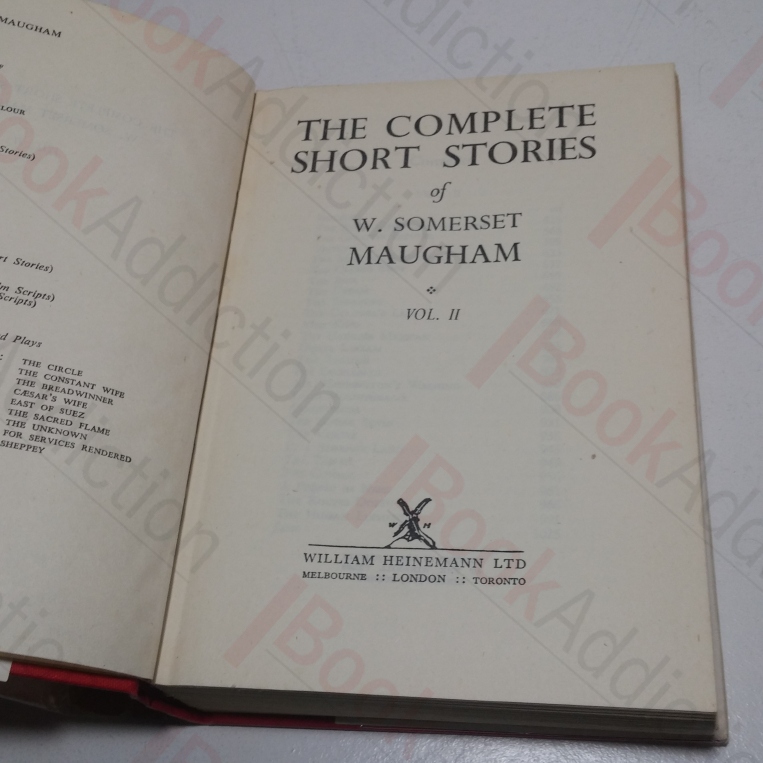 MAUGHAM
LOUR
Stories)
rt Stories)
m Scripts)
Scripts)
d Plays
: THE CIRCLE
THE CONSTANT WIFE
THE BREADWINNER
CÆSAR'S WIFE
EAST OF SUEZ
THE SACRED FLAME
THE UNKNOWN
FOR SERVICES RENDERED
SHEPPEY
THE COMPLETE
SHORT STORIES
of
W. SOMERSET
MAUGHAM
VOL. II
W H
WILLIAM HEINEMANN LTD
MELBOURNE :: LONDON :: TORONTO
BookAddiction
BookAddiction
BookAddiction
BookAddiction
BookAddiction